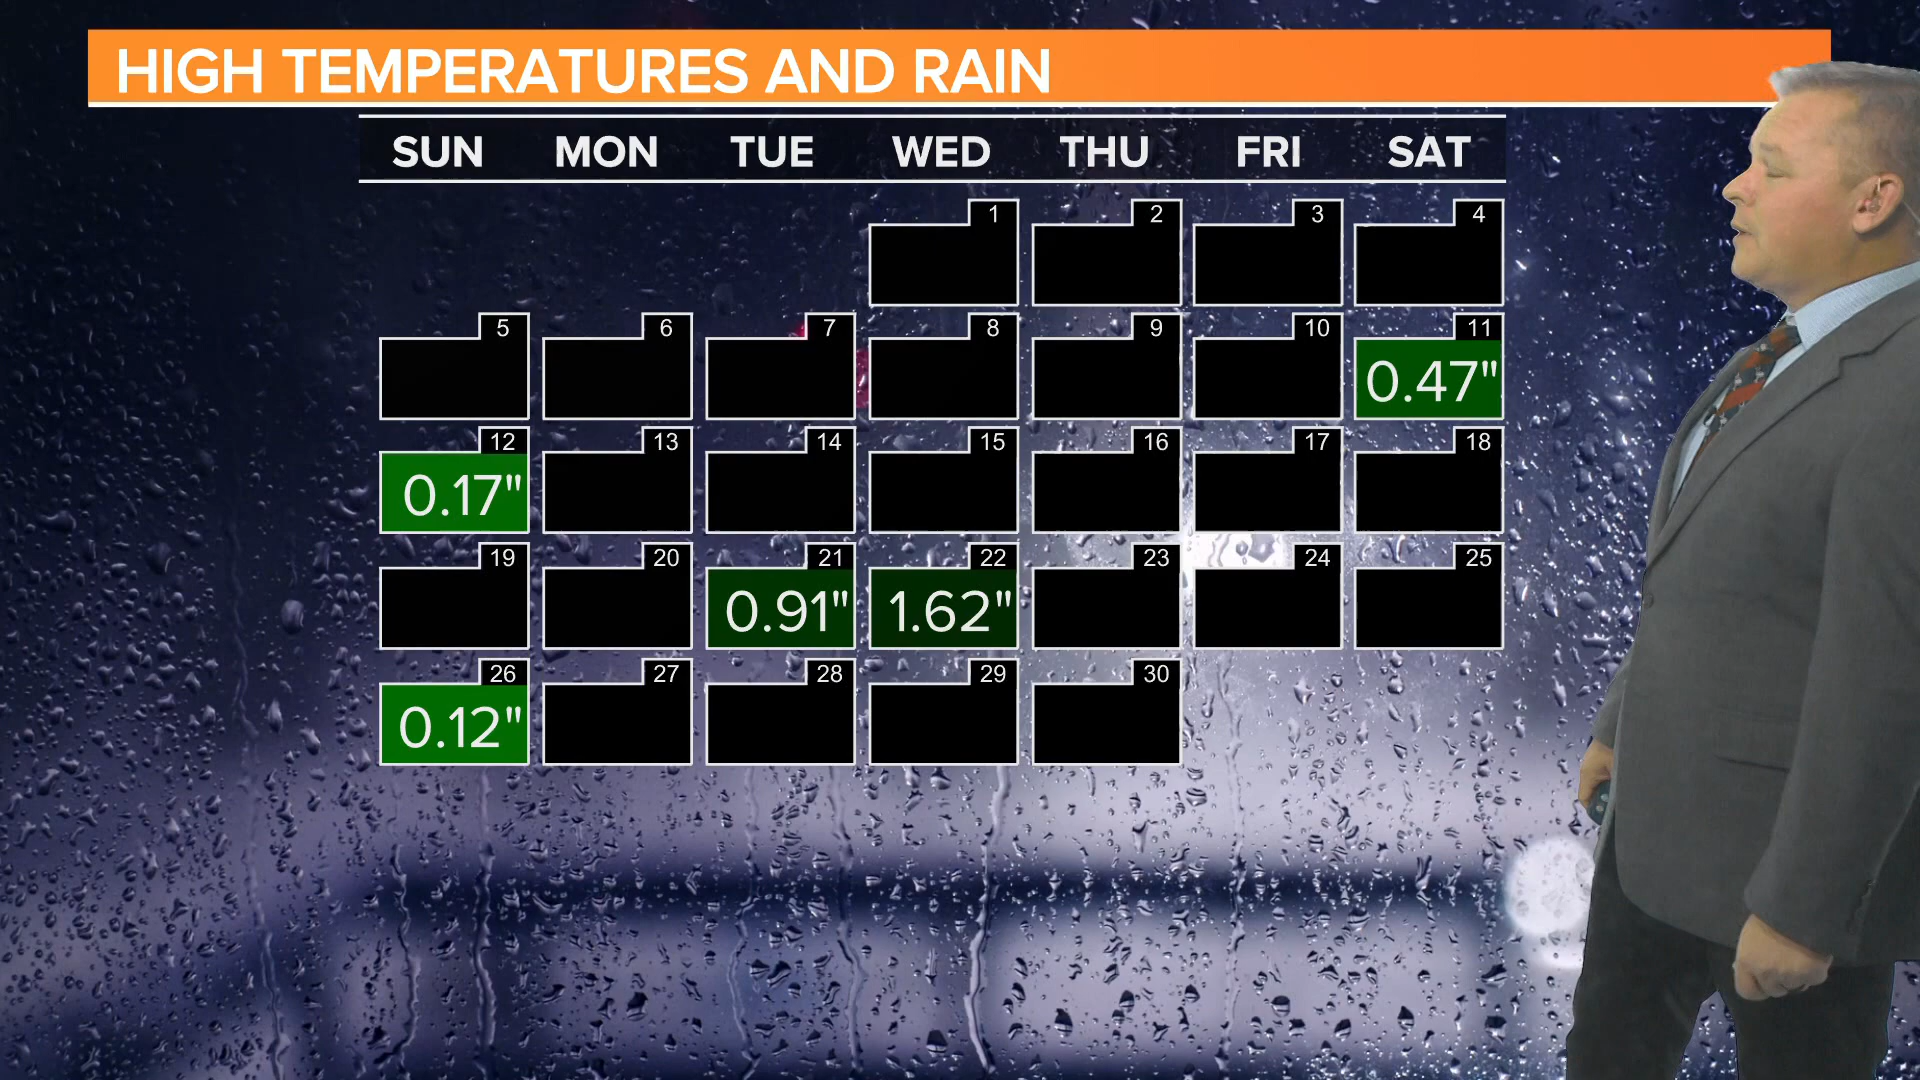 HIGH TEMPERATURES AND RAIN
SUN MON TUE WED THU FRI SAT
1 2 3 4
5 6 7 8 9 10 11
0.47"
12 13 14 15 16 17 18
0.17"
19 20 21 22 23 24 25
0.91" 1.62"
26 27 28 29 30
0.12"